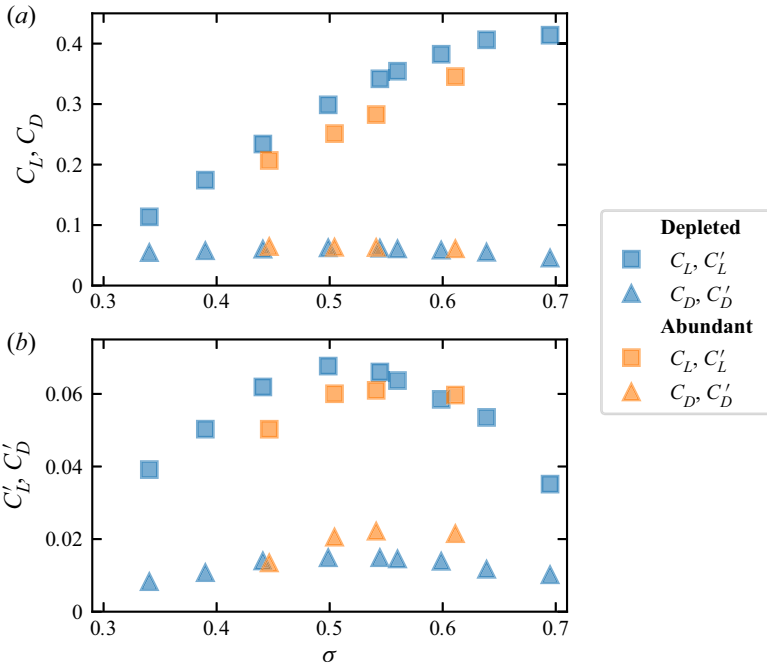 (a)
0.4
0.3
0.2
0.1
0
C_L, C_D
0.3 0.4 0.5 0.6 0.7
(b)
0.06
0.04
0.02
0
C′_L, C′_D
0.3 0.4 0.5 0.6 0.7
σ
Depleted
C_L, C′_L
C_D, C′_D
Abundant
C_L, C′_L
C_D, C′_D